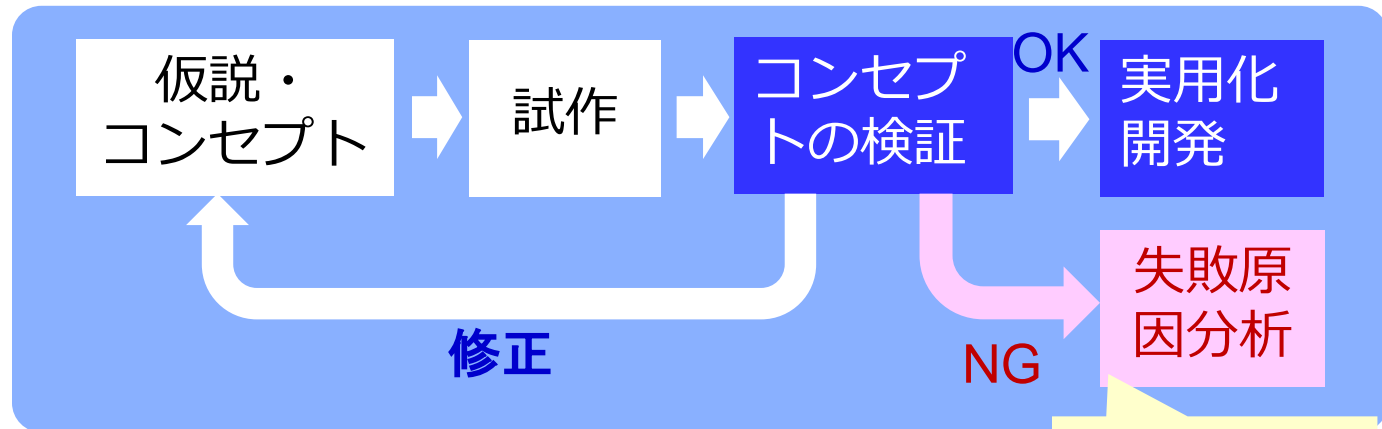 仮説・
コンセプト
試作
コンセプ
トの検証
OK
実用化
開発
修正
NG
失敗原
因分析